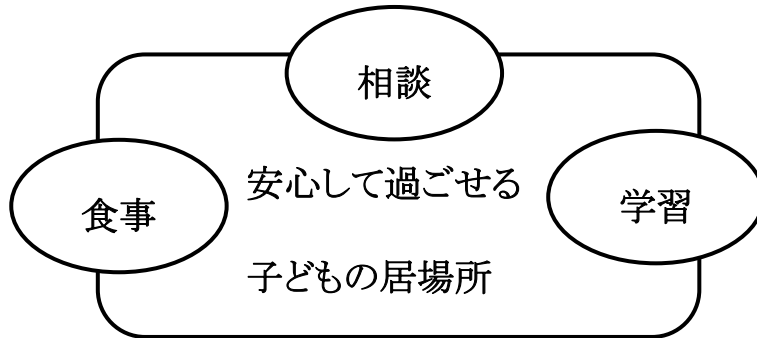 相談
食事
安心して過ごせる
学習
子どもの居場所